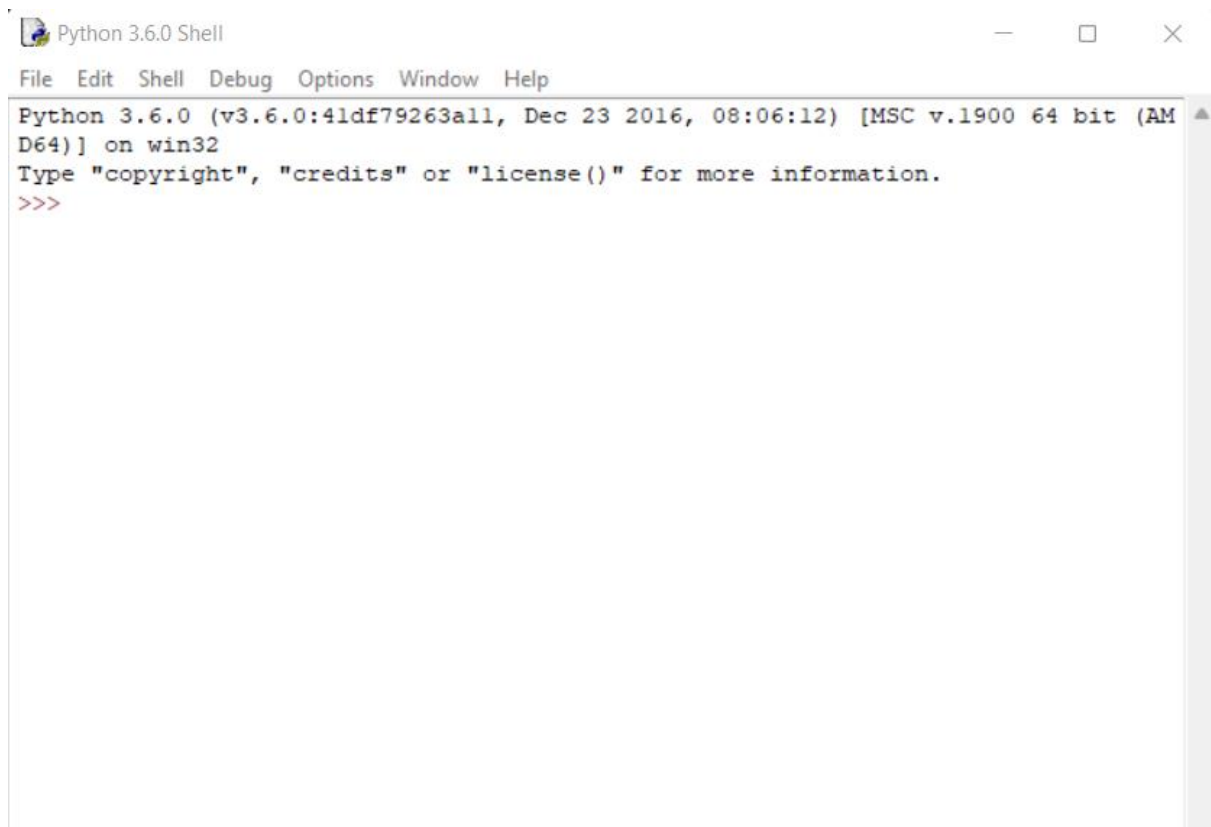 Python 3.6.0 Shell
File Edit Shell Debug Options Window Help
Python 3.6.0 (v3.6.0:41df79263a11, Dec 23 2016, 08:06:12) [MSC v.1900 64 bit (AM
D64)] on win32
Type "copyright", "credits" or "license()" for more information.
>>>